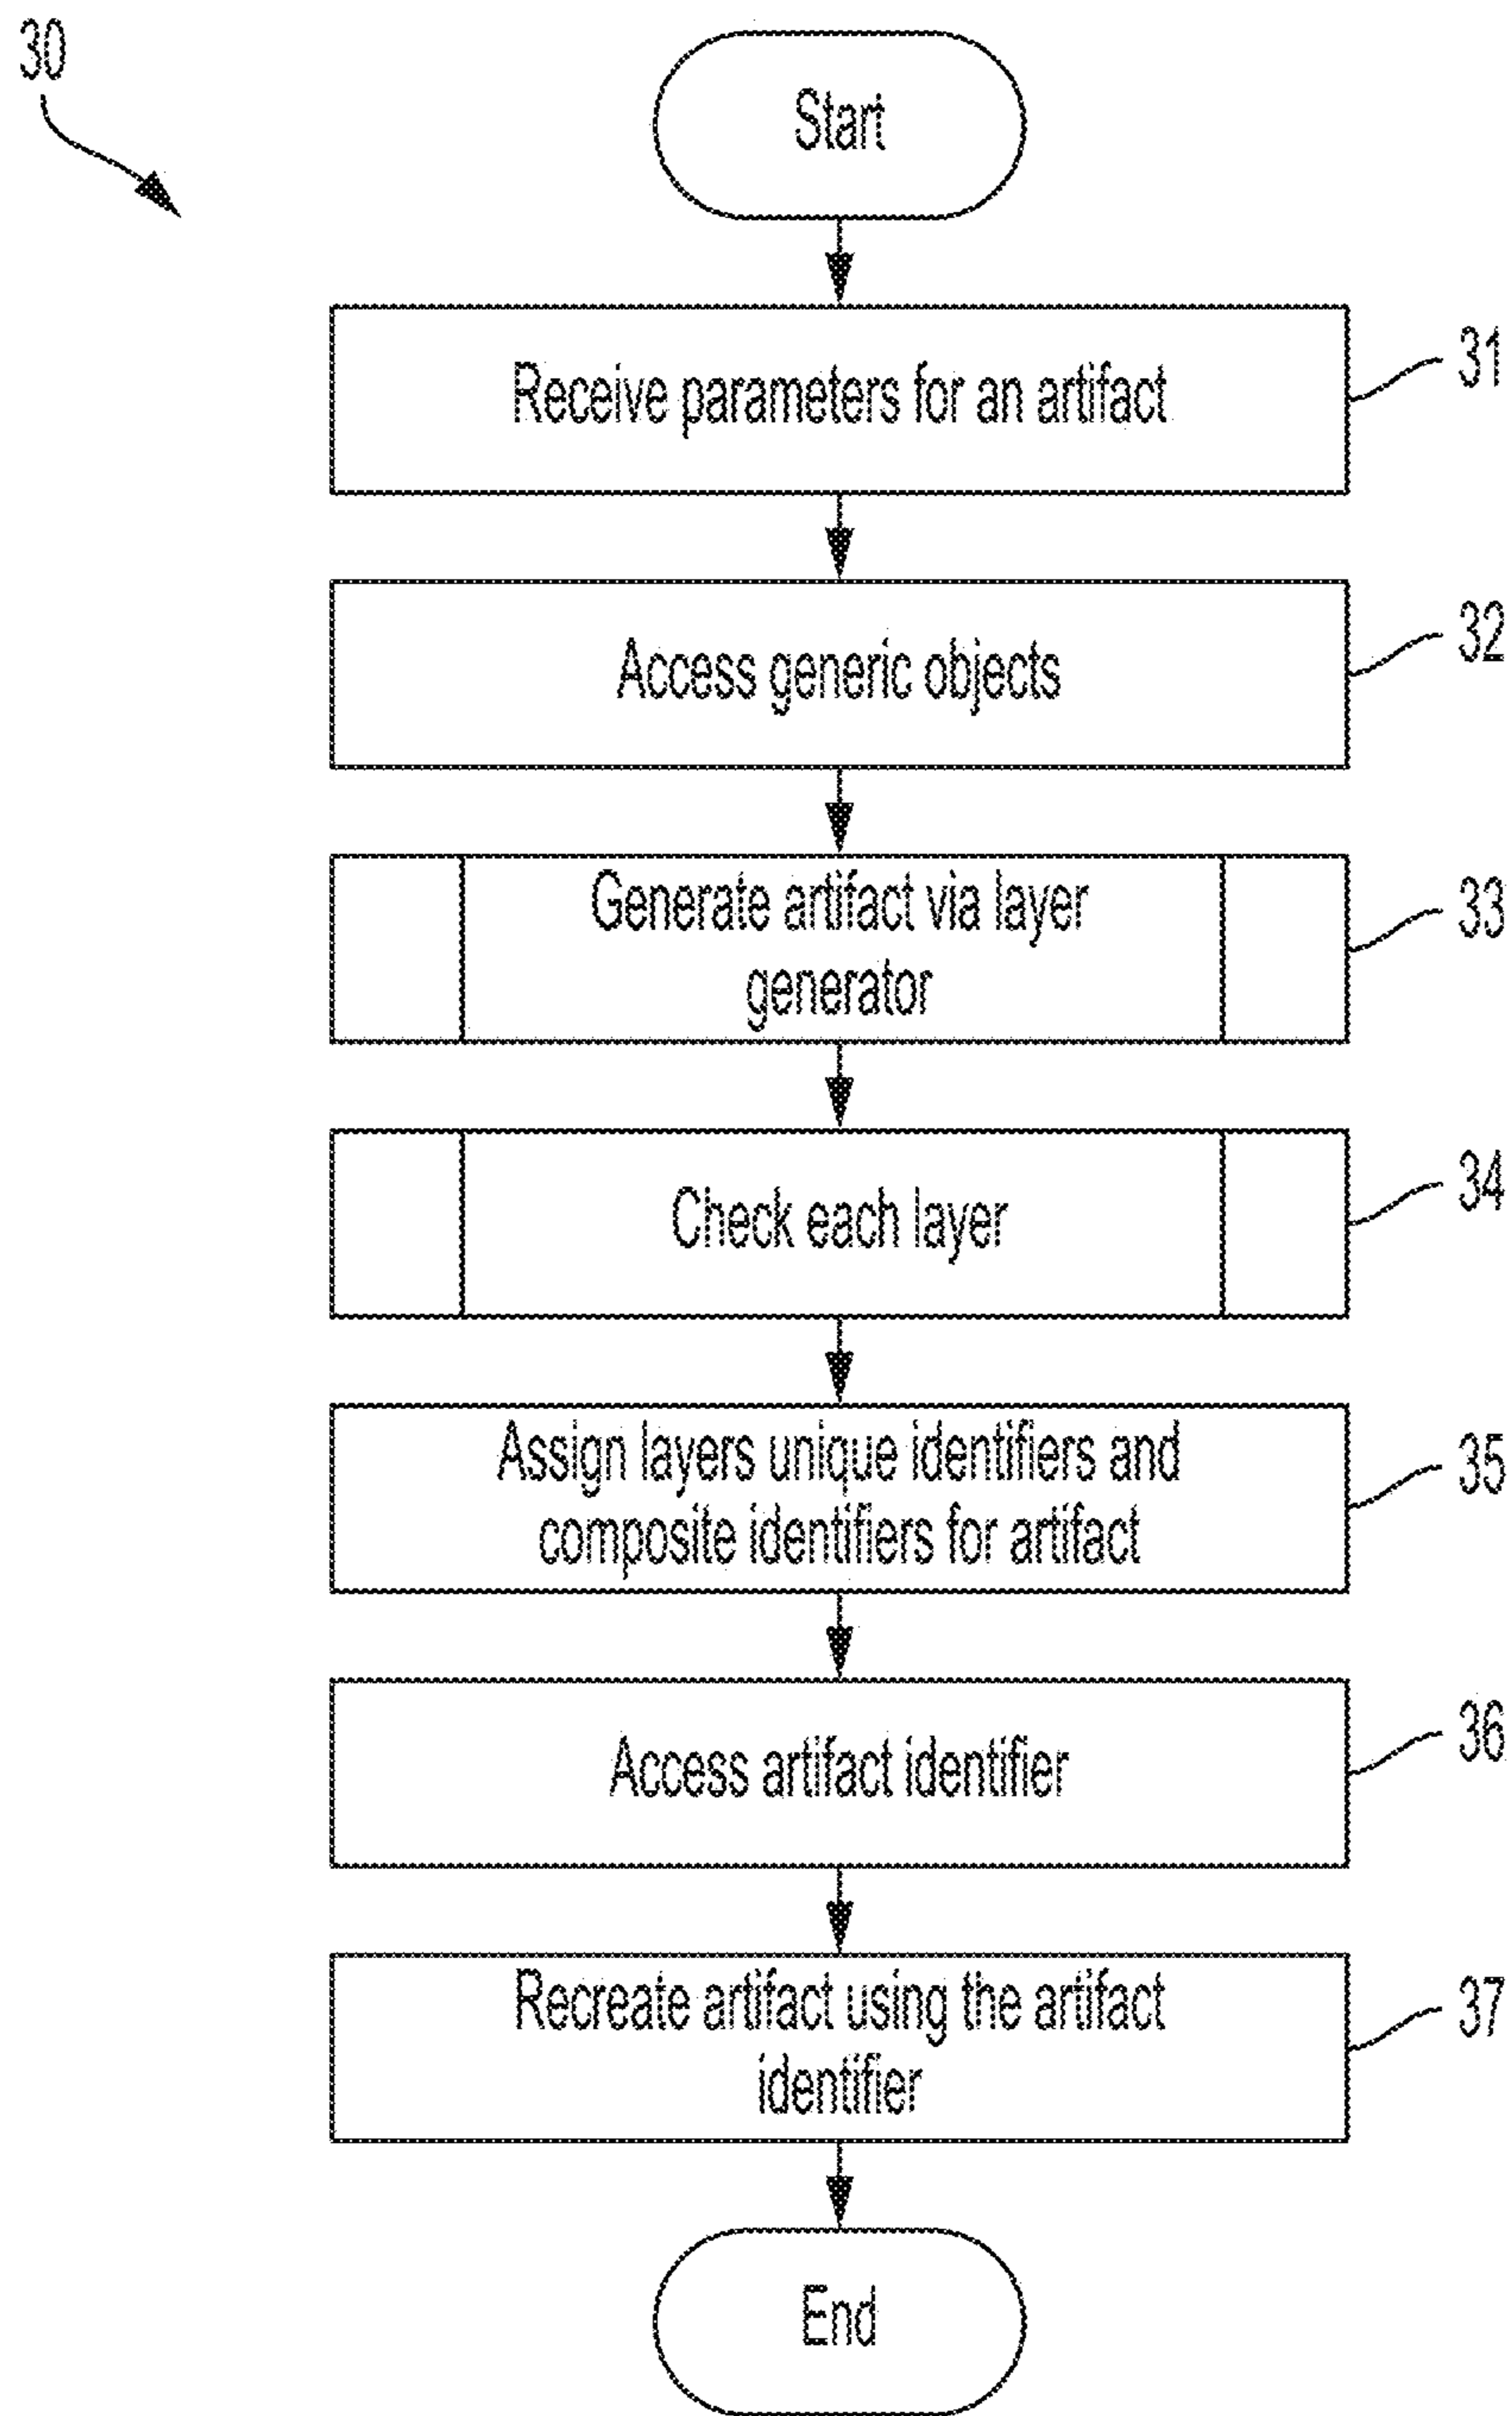 30
Start
Receive parameters for an artifact
31
Access generic objects
32
Generate artifact via layer
generator
33
Check each layer
34
Assign layers unique identifiers and
composite identifiers for artifact
35
Access artifact identifier
36
Recreate artifact using the artifact
identifier
37
End